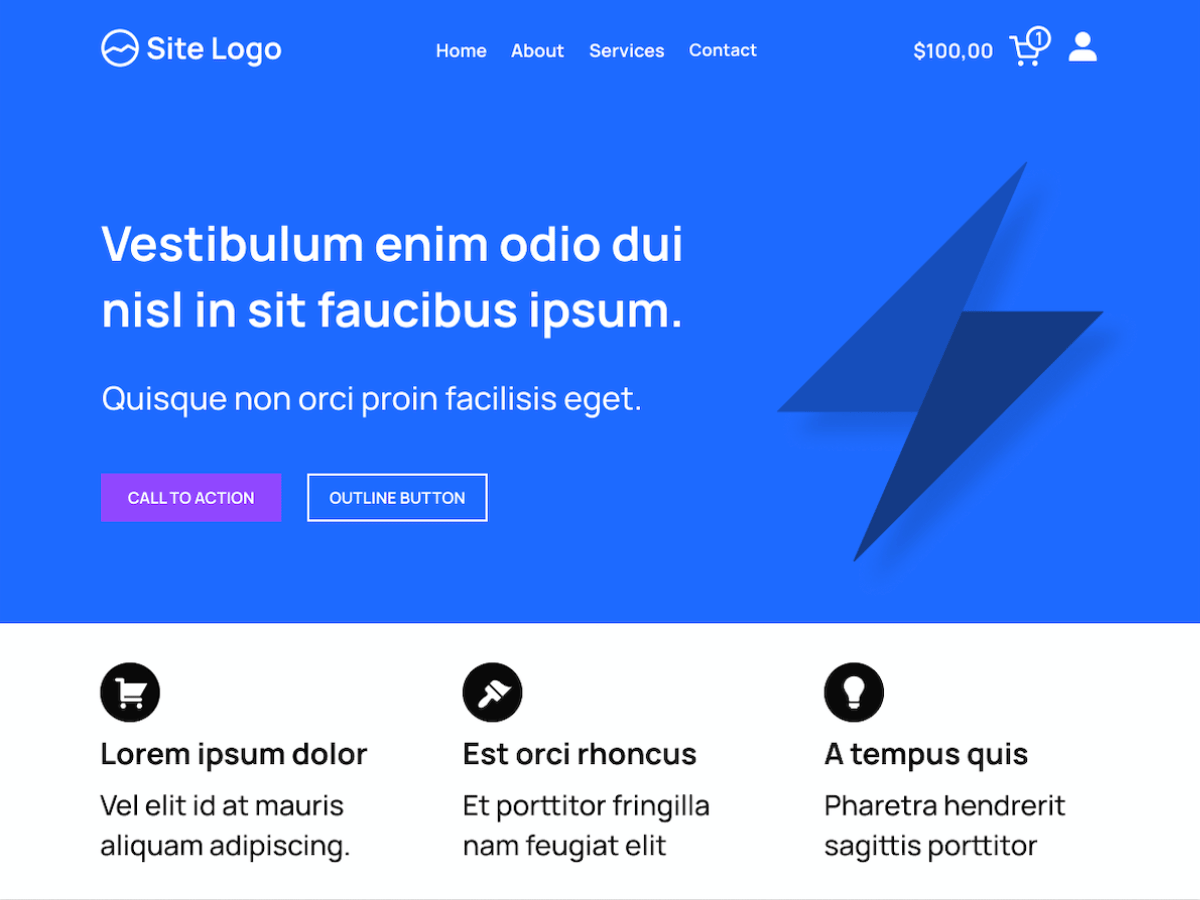 Site Logo
Home About Services Contact
$100,00 1
Vestibulum enim odio dui
nisl in sit faucibus ipsum.
Quisque non orci proin facilisis eget.
CALL TO ACTION
OUTLINE BUTTON
Lorem ipsum dolor
Vel elit id at mauris
aliquam adipiscing.
Est orci rhoncus
Et porttitor fringilla
nam feugiat elit
A tempus quis
Pharetra hendrerit
sagittis porttitor